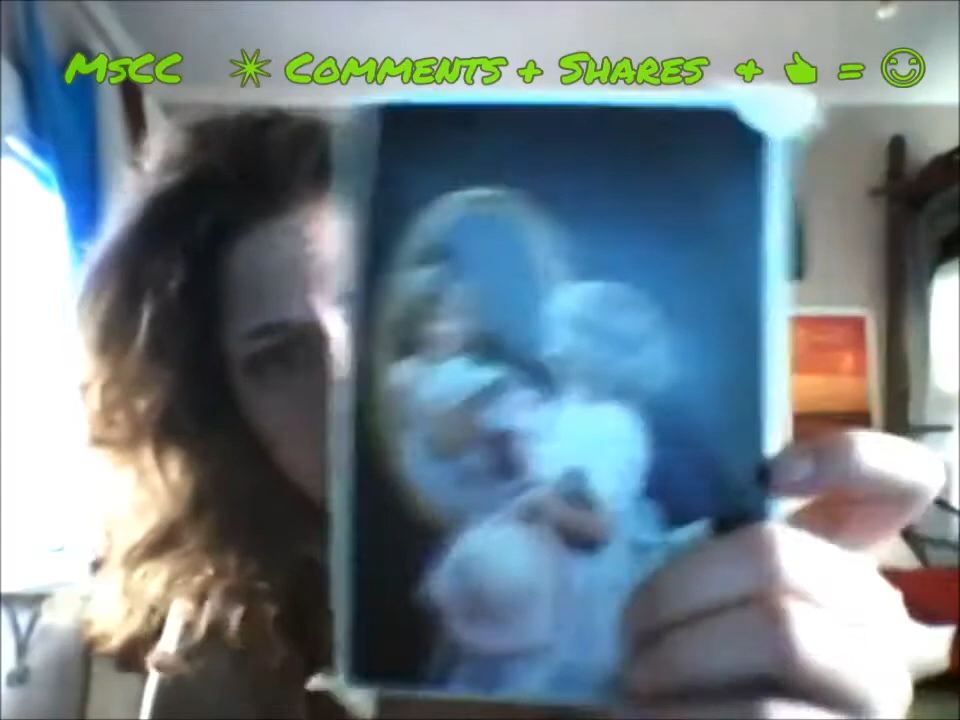 MsCC ✳ Comments + Shares + 👍 = ☺